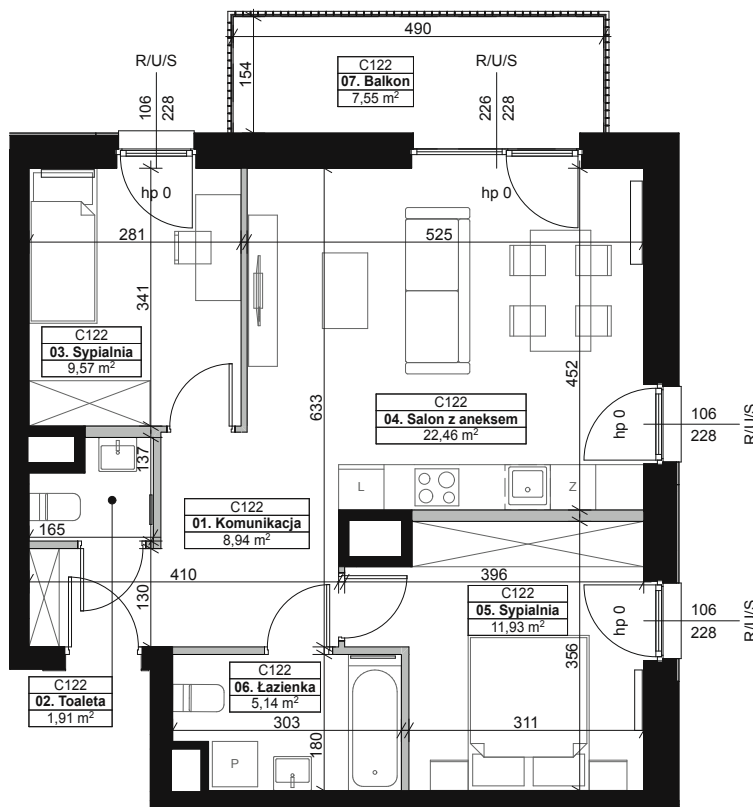 490
R/U/S
R/U/S
154
C122
07. Balkon
7,55 m²
106
228
226
228
hp 0
hp 0
281
525
341
C122
03. Sypialnia
9,57 m²
633
452
C122
04. Salon z aneksem
22,46 m²
hp 0
106
228
R/U/S
137
L
Z
165
C122
01. Komunikacja
8,94 m²
130
410
396
C122
05. Sypialnia
11,93 m²
hp 0
106
228
R/U/S
356
C122
02. Toaleta
1,91 m²
C122
06. Łazienka
5,14 m²
303
311
180
P